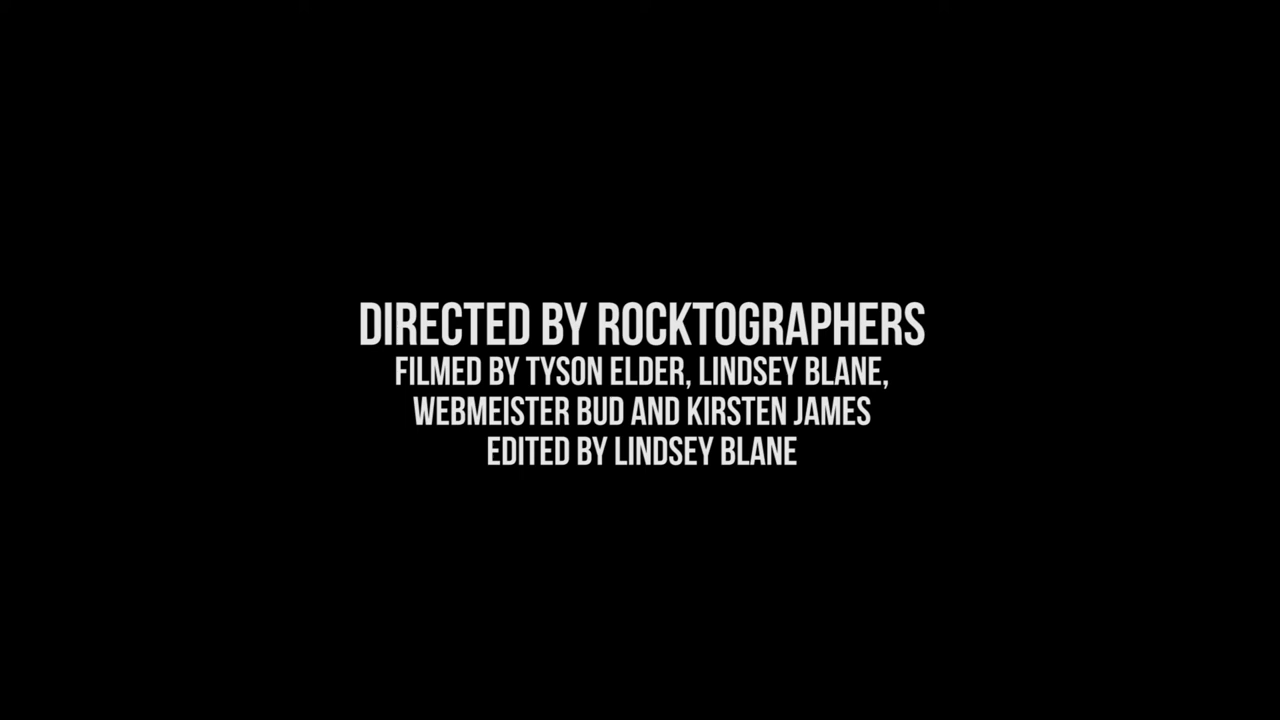 DIRECTED BY ROCKTOGRAPHERS
FILMED BY TYSON ELDER, LINDSEY BLANE,
WEBMEISTER BUD AND KIRSTEN JAMES
EDITED BY LINDSEY BLANE